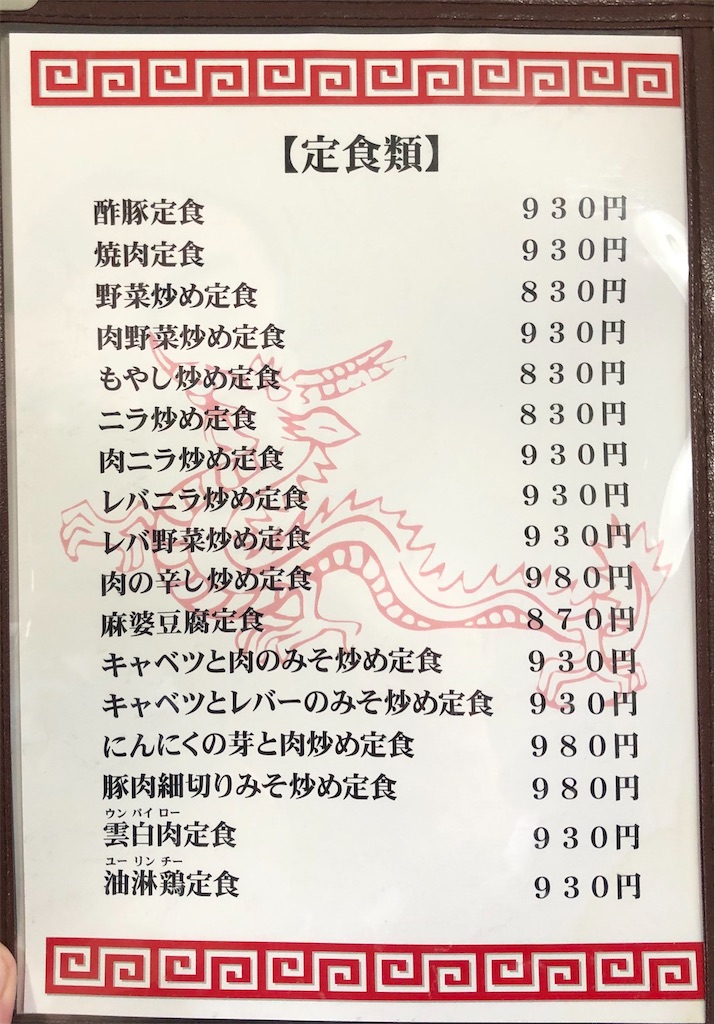 【定食類】
酢豚定食 930円
焼肉定食 930円
野菜炒め定食 830円
肉野菜炒め定食 930円
もやし炒め定食 830円
ニラ炒め定食 830円
肉ニラ炒め定食 930円
レバニラ炒め定食 930円
レバ野菜炒め定食 930円
肉の辛し炒め定食 980円
麻婆豆腐定食 870円
キャベツと肉のみそ炒め定食 930円
キャベツとレバーのみそ炒め定食 930円
にんにくの芽と肉炒め定食 980円
豚肉細切りみそ炒め定食 980円
ウン パイ ロー
雲白肉定食 930円
ユー リン チー
油淋鶏定食 930円